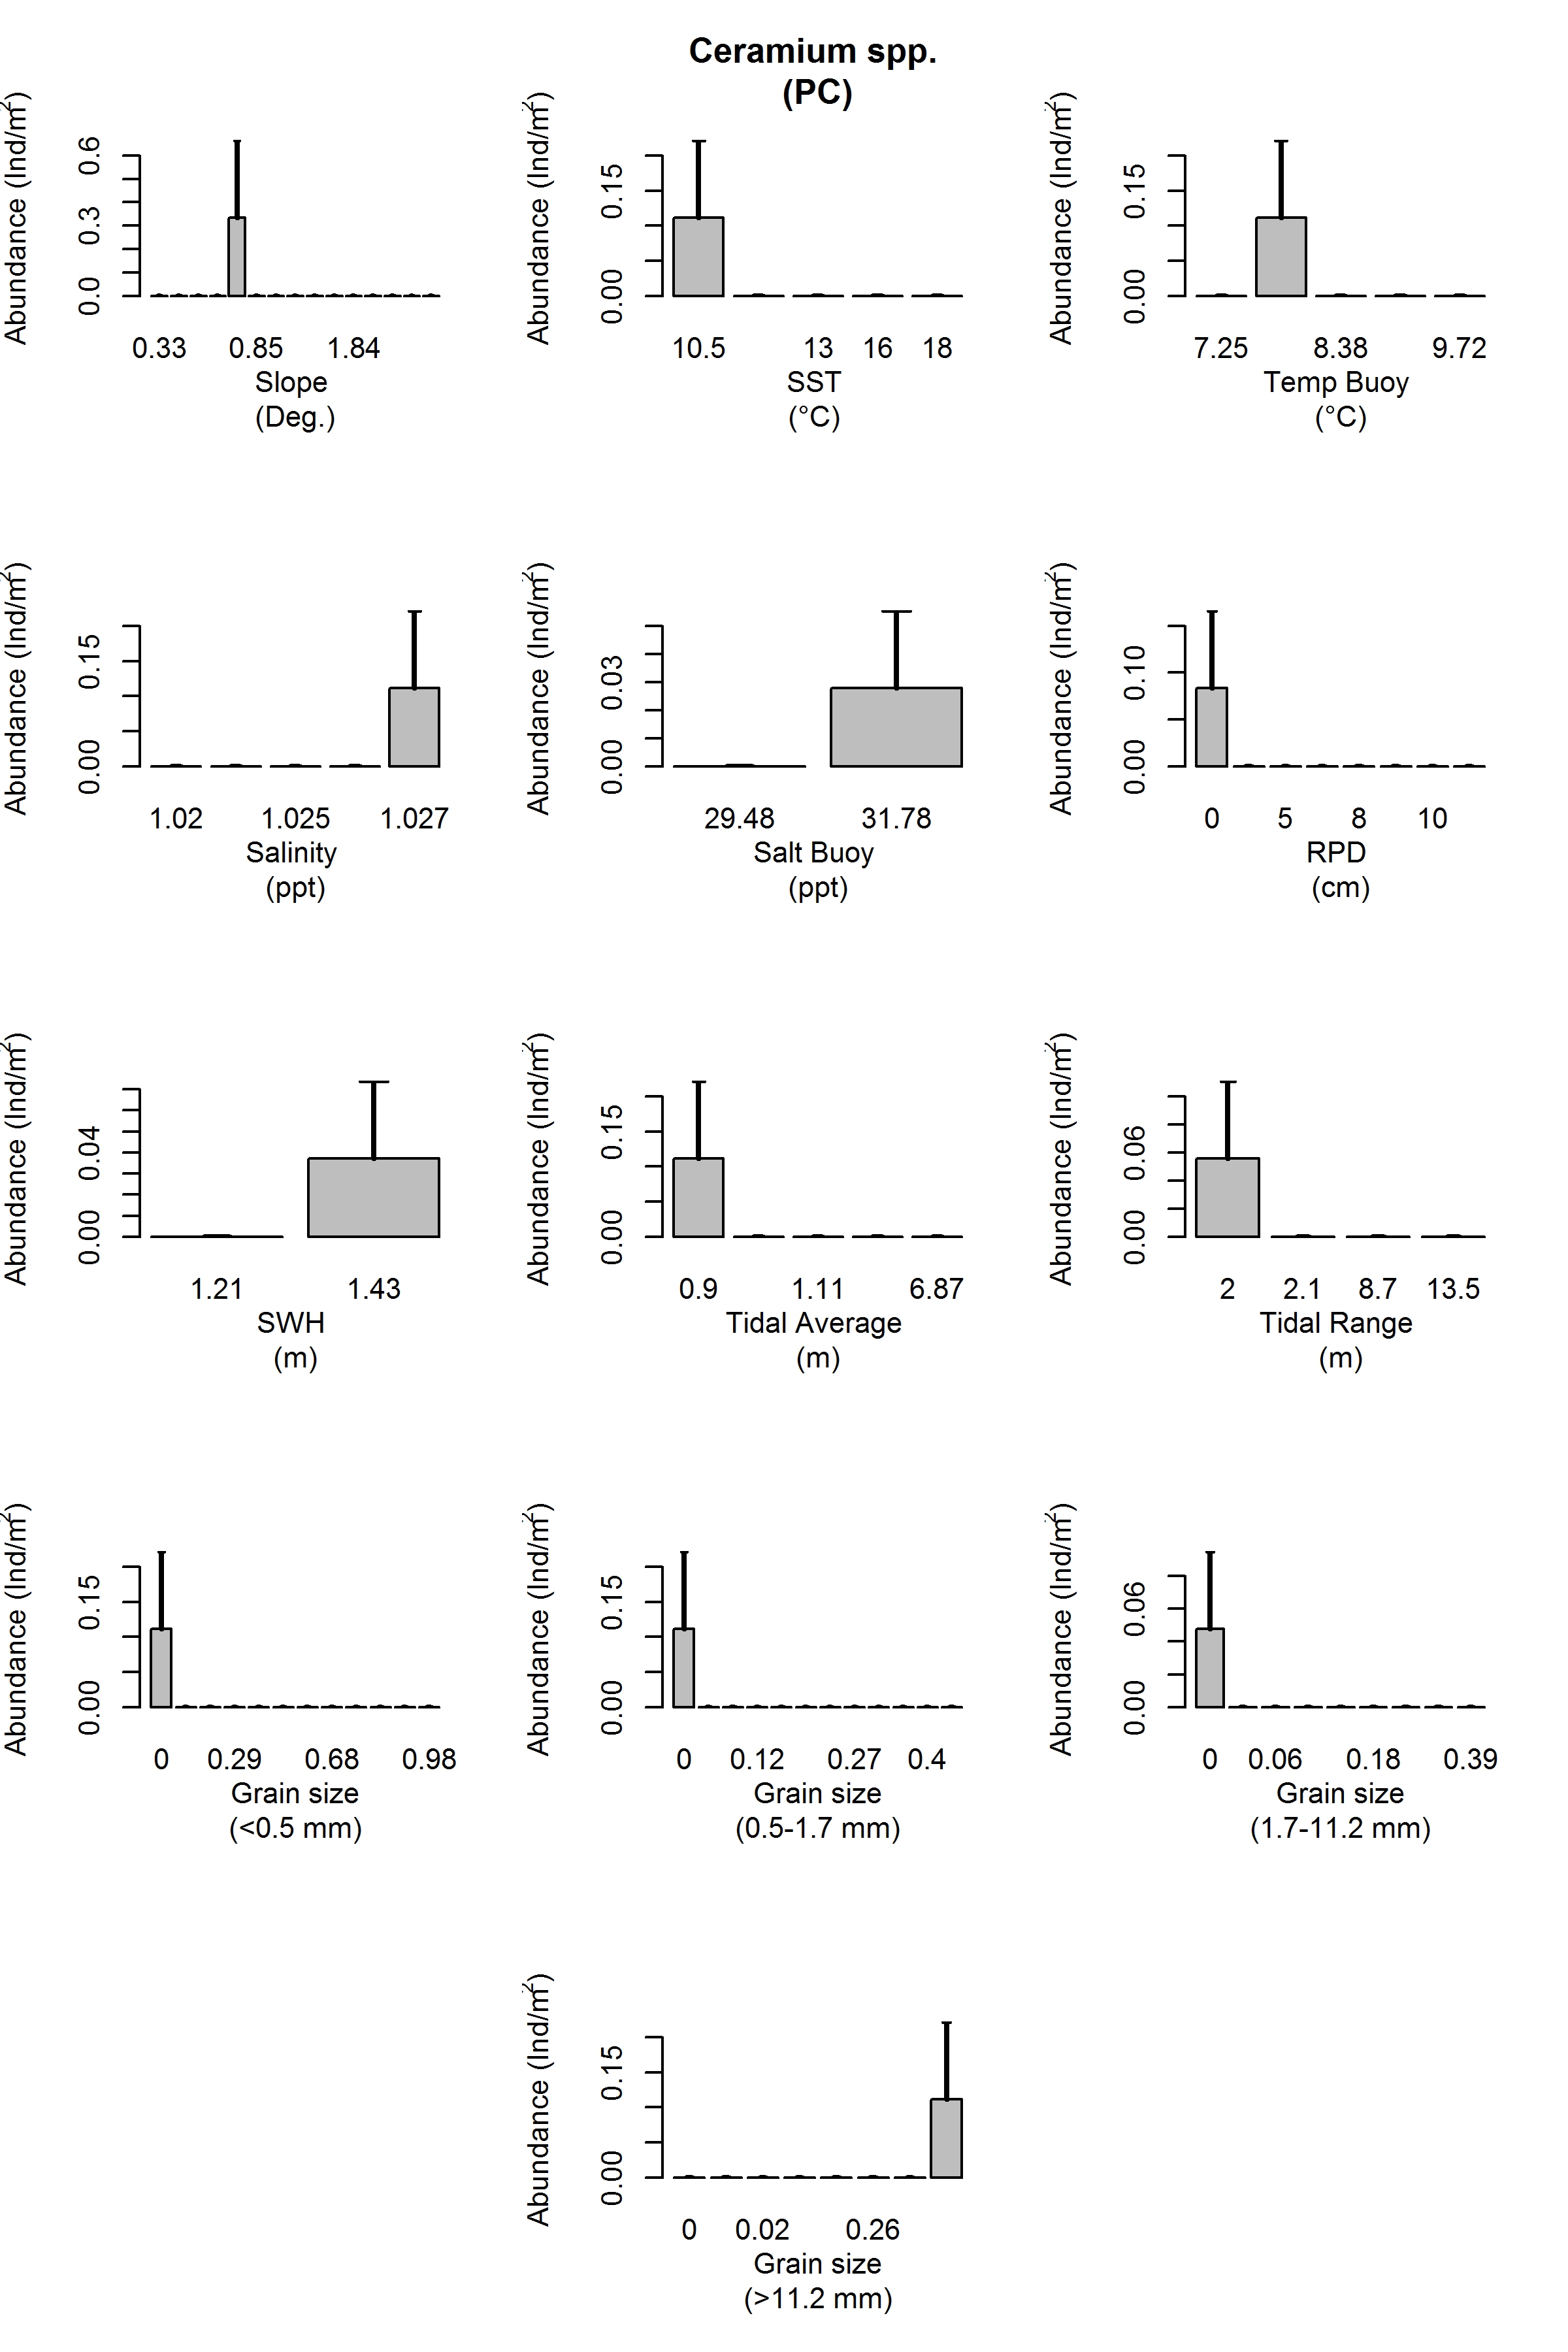 Ceramium spp.
(PC)
Abundance (Ind/m²)
0.0 0.3 0.6
0.33 0.85 1.84
Slope
(Deg.)
Abundance (Ind/m²)
0.00 0.15
10.5 13 16 18
SST
(°C)
Abundance (Ind/m²)
0.00 0.15
7.25 8.38 9.72
Temp Buoy
(°C)
Abundance (Ind/m²)
0.00 0.15
1.02 1.025 1.027
Salinity
(ppt)
Abundance (Ind/m²)
0.00 0.03
29.48 31.78
Salt Buoy
(ppt)
Abundance (Ind/m²)
0.00 0.10
0 5 8 10
RPD
(cm)
Abundance (Ind/m²)
0.00 0.04
1.21 1.43
SWH
(m)
Abundance (Ind/m²)
0.00 0.15
0.9 1.11 6.87
Tidal Average
(m)
Abundance (Ind/m²)
0.00 0.06
2 2.1 8.7 13.5
Tidal Range
(m)
Abundance (Ind/m²)
0.00 0.15
0 0.29 0.68 0.98
Grain size
(<0.5 mm)
Abundance (Ind/m²)
0.00 0.15
0 0.12 0.27 0.4
Grain size
(0.5-1.7 mm)
Abundance (Ind/m²)
0.00 0.06
0 0.06 0.18 0.39
Grain size
(1.7-11.2 mm)
Abundance (Ind/m²)
0.00 0.15
0 0.02 0.26
Grain size
(>11.2 mm)